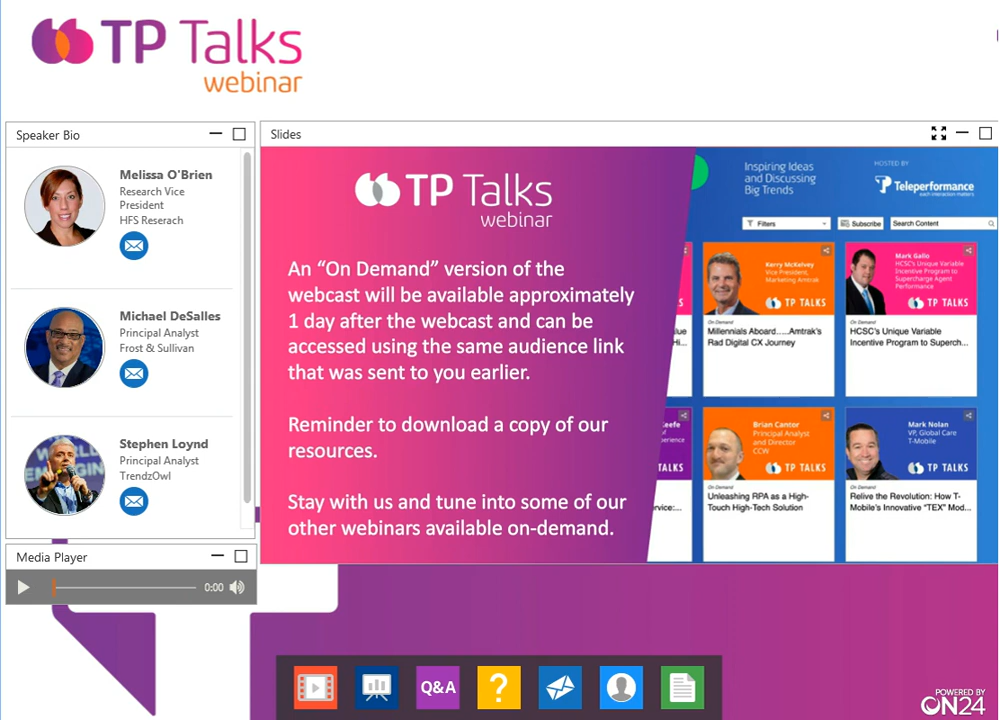 TP Talks
webinar
Speaker Bio
Melissa O'Brien
Research Vice
President
HFS Reserach
Michael DeSalles
Principal Analyst
Frost & Sullivan
Stephen Loynd
Principal Analyst
TrendzOwl
Media Player
0:00
Slides
TP Talks
webinar
An “On Demand” version of the
webcast will be available approximately
1 day after the webcast and can be
accessed using the same audience link
that was sent to you earlier.
Reminder to download a copy of our
resources.
Stay with us and tune into some of our
other webinars available on-demand.
Inspiring Ideas
and Discussing
Big Trends
HOSTED BY
Teleperformance
each interaction matters
Filters
Subscribe
Search Content
Kerry McKelvey
Vice President,
Marketing Amtrak
TP TALKS
On Demand
Millennials Aboard.....Amtrak's
Rad Digital CX Journey
Mark Gallo
HCSC's Unique Variable
Incentive Program to
Supercharge Agent
Performance
TP TALKS
On Demand
HCSC's Unique Variable
Incentive Program to Superch...
Brian Cantor
Principal Analyst
and Director
CCW
TP TALKS
On Demand
Unleashing RPA as a High-
Touch High-Tech Solution
Mark Nolan
VP, Global Care
T-Mobile
TP TALKS
On Demand
Relive the Revolution: How T-
Mobile's Innovative “TEX” Mod...
Q&A
?
POWERED BY
ON24